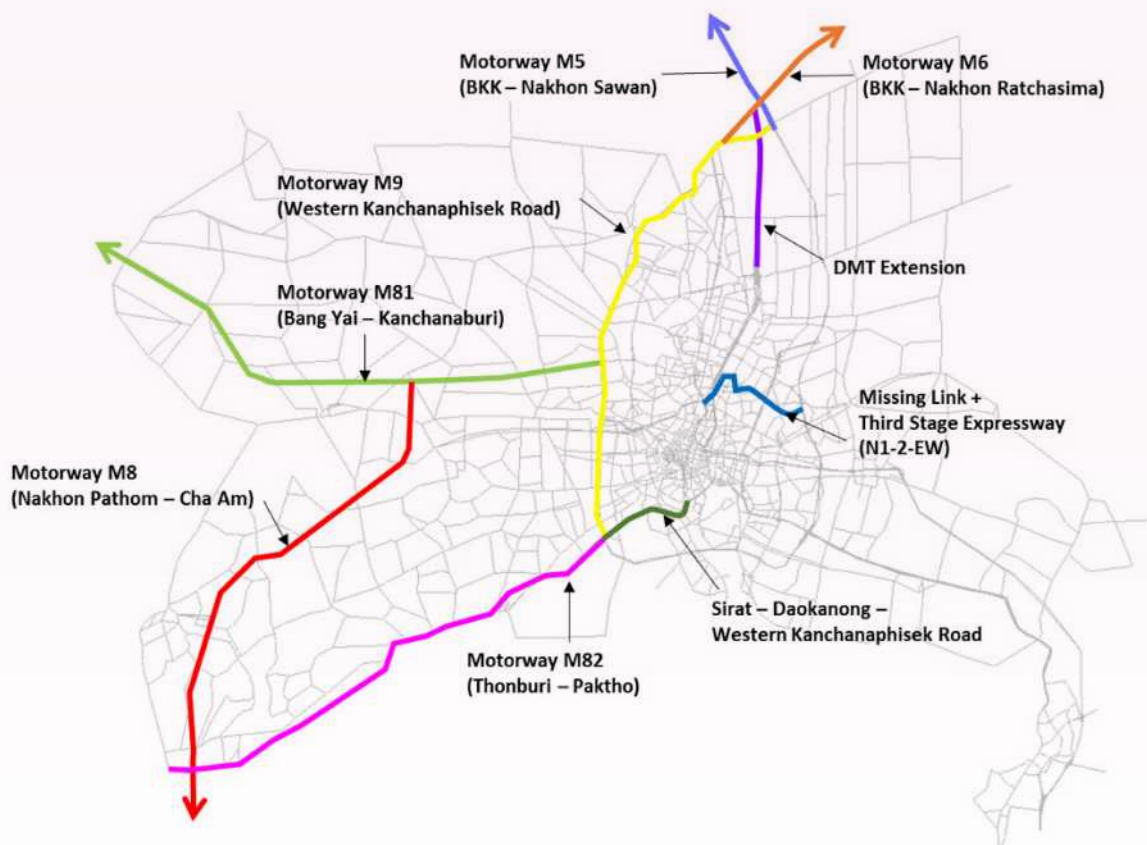 Motorway M5
(BKK – Nakhon Sawan)
Motorway M6
(BKK – Nakhon Ratchasima)
Motorway M9
(Western Kanchanaphisek Road)
DMT Extension
Motorway M81
(Bang Yai – Kanchanaburi)
Missing Link +
Third Stage Expressway
(N1-2-EW)
Motorway M8
(Nakhon Pathom – Cha Am)
Sirat – Daokanong –
Western Kanchanaphisek Road
Motorway M82
(Thonburi – Paktho)